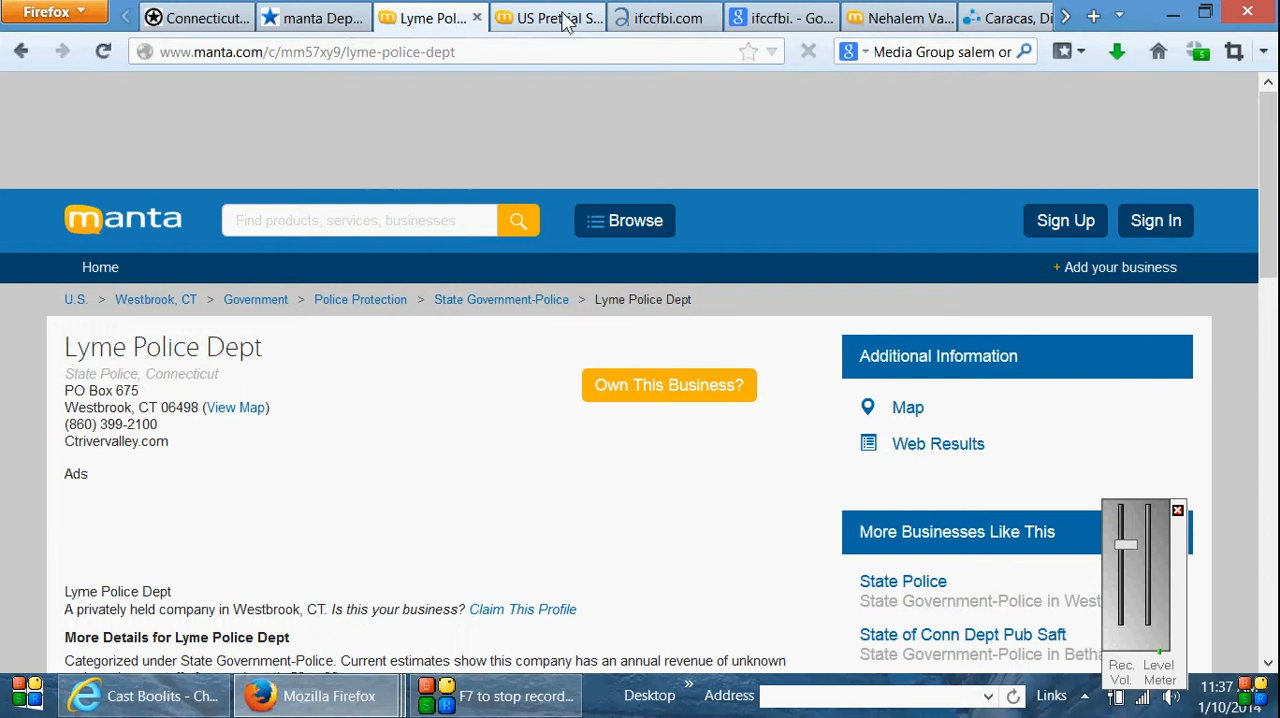 Firefox
Connecticut...
manta Dep...
Lyme Pol...
US Pretrial S...
ifccfbi.com
ifccfbi. - Go...
Nehalem Va...
Caracas, Di
www.manta.com/c/mm57xy9/lyme-police-dept
Media Group salem or
5
manta
Find products, services, businesses
Browse
Sign Up
Sign In
Home
+ Add your business
U.S. > Westbrook, CT > Government > Police Protection > State Government-Police > Lyme Police Dept
Lyme Police Dept
State Police, Connecticut
PO Box 675
Westbrook, CT 06498 (View Map)
(860) 399-2100
Ctrivervalley.com
Own This Business?
Ads
Additional Information
Map
Web Results
More Businesses Like This
State Police
State Government-Police in West
State of Conn Dept Pub Saft
State Government-Police in Beth
Lyme Police Dept
A privately held company in Westbrook, CT. Is this your business? Claim This Profile
More Details for Lyme Police Dept
Categorized under State Government-Police. Current estimates show this company has an annual revenue of unknown
Rec. Vol.
Level Meter
Cast Boolits - Ch...
Mozilla Firefox
F7 to stop record...
Desktop
Address
Links
11:37 AM
1/10/2014